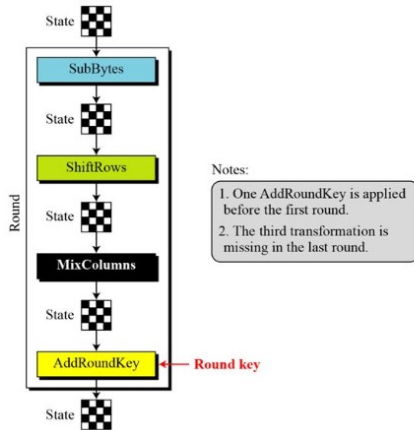 State
SubBytes
State
ShiftRows
State
MixColumns
State
AddRoundKey
Round key
State
Round
Notes:
1. One AddRoundKey is applied
before the first round.
2. The third transformation is
missing in the last round.